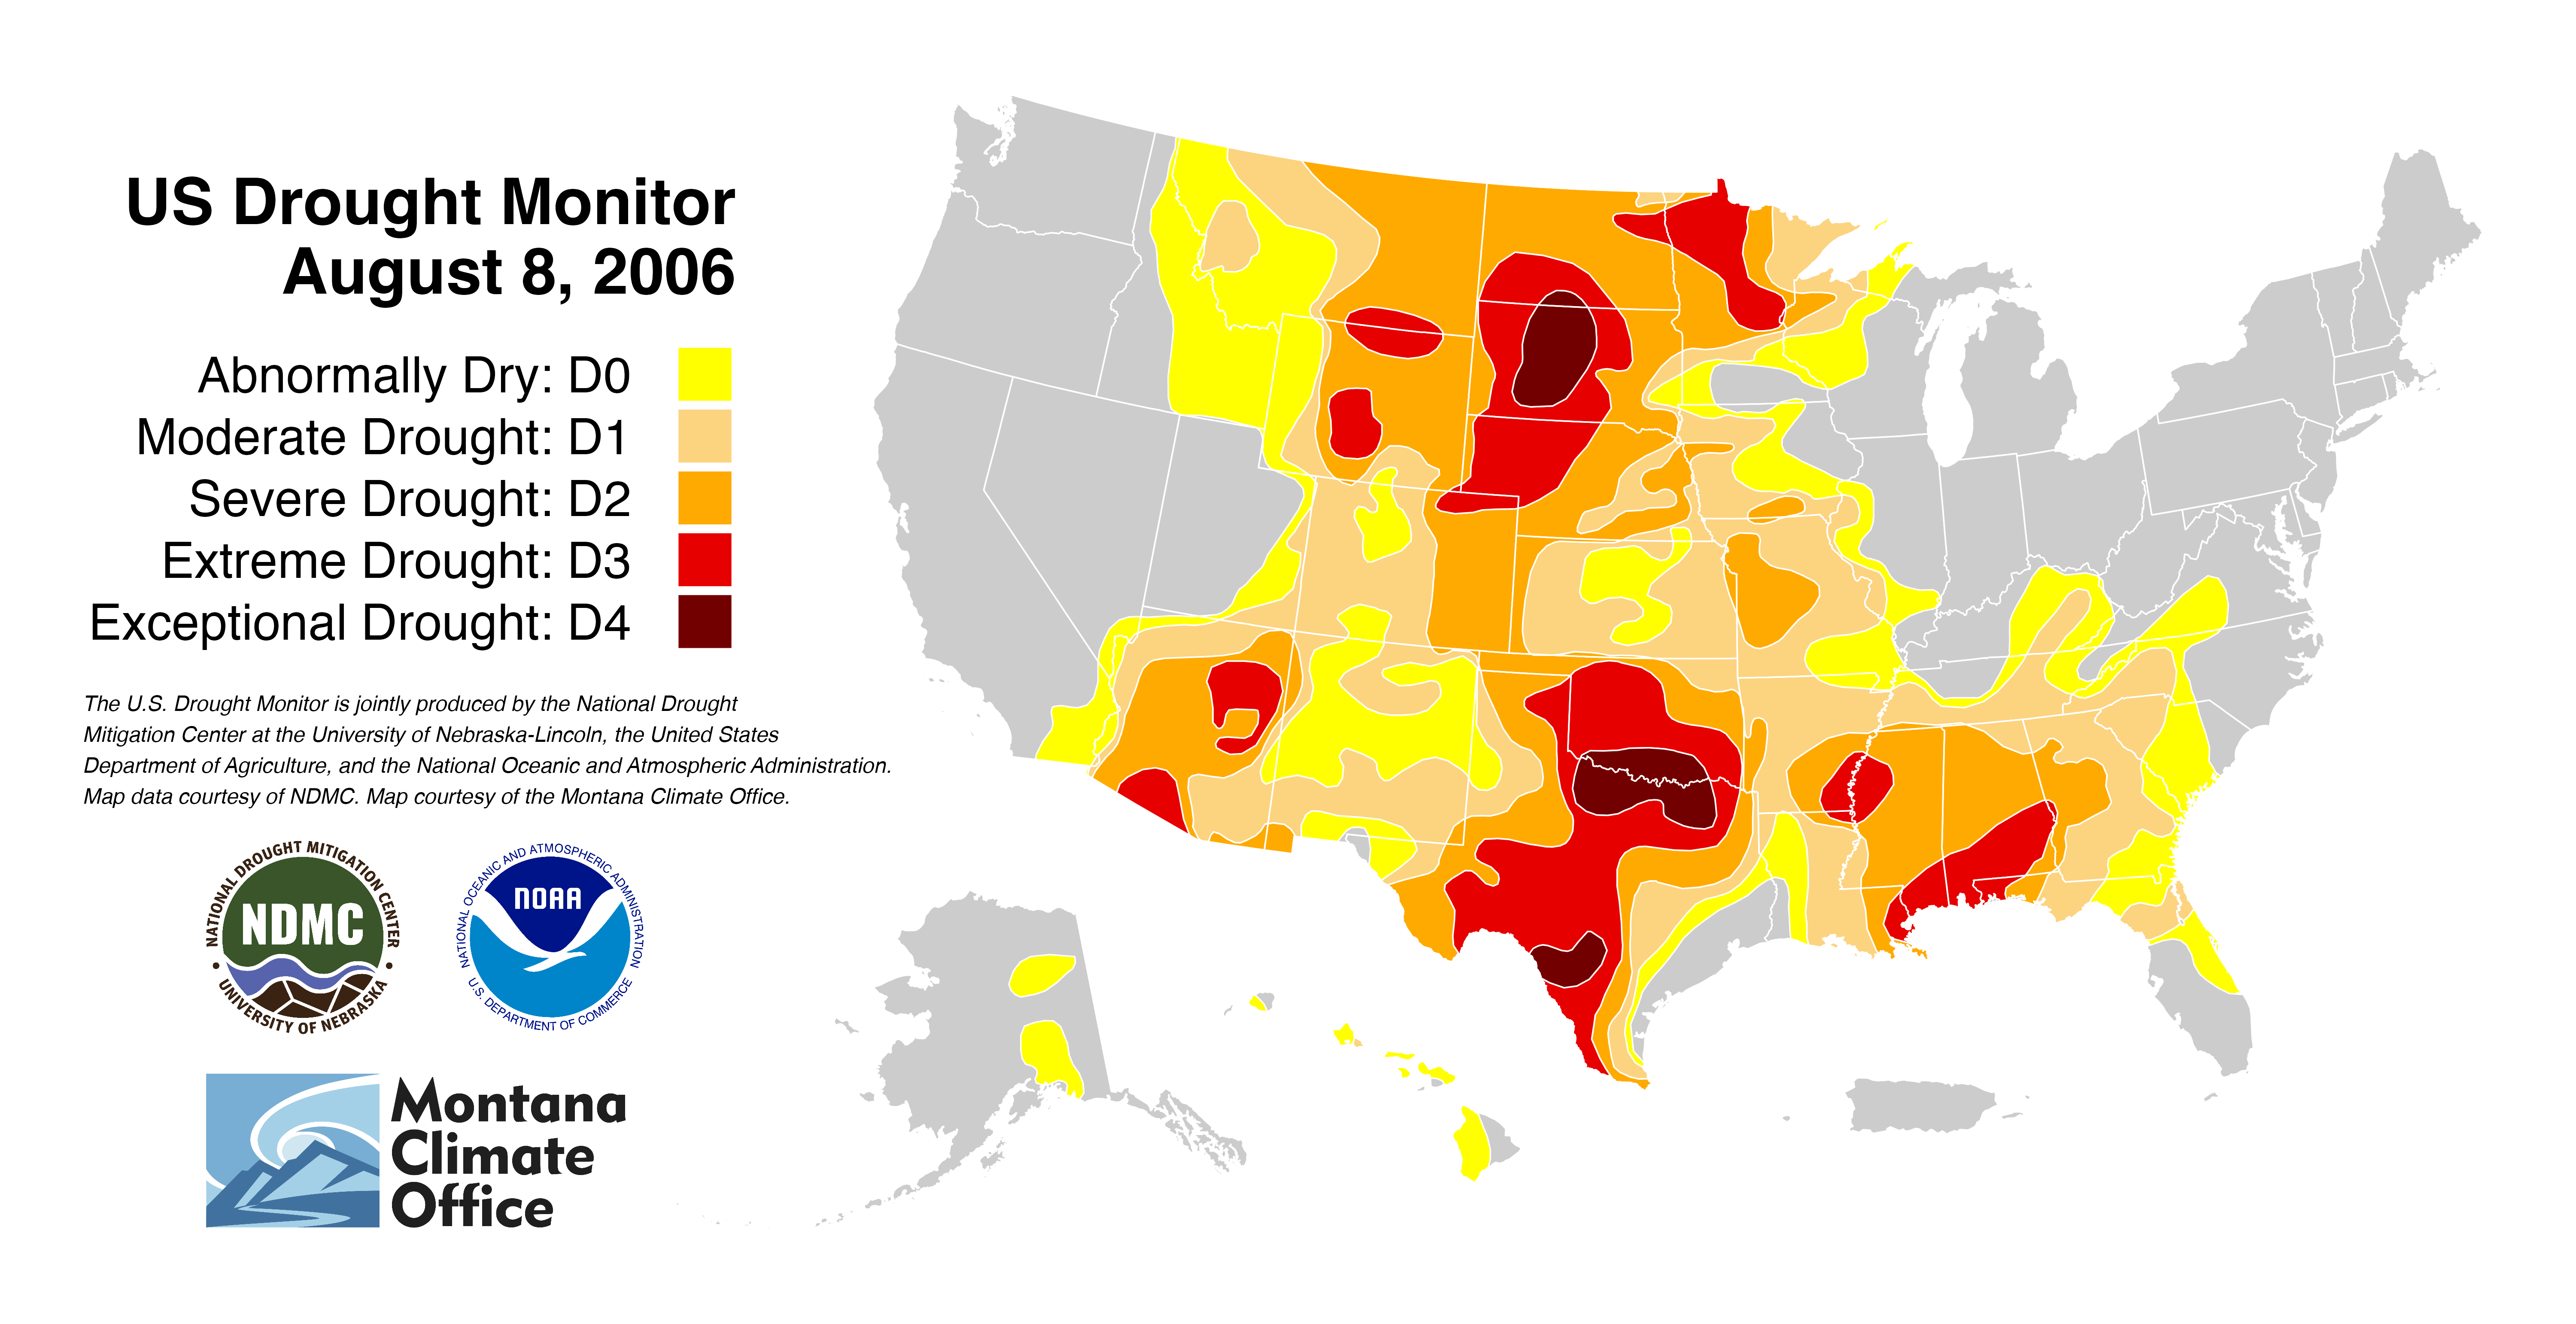 US Drought Monitor
August 8, 2006
Abnormally Dry: D0
Moderate Drought: D1
Severe Drought: D2
Extreme Drought: D3
Exceptional Drought: D4
The U.S. Drought Monitor is jointly produced by the National Drought
Mitigation Center at the University of Nebraska-Lincoln, the United States
Department of Agriculture, and the National Oceanic and Atmospheric Administration.
Map data courtesy of NDMC. Map courtesy of the Montana Climate Office.
NATIONAL DROUGHT MITIGATION CENTER
NDMC
UNIVERSITY OF NEBRASKA
NATIONAL OCEANIC AND ATMOSPHERIC ADMINISTRATION
NOAA
U.S. DEPARTMENT OF COMMERCE
Montana
Climate
Office